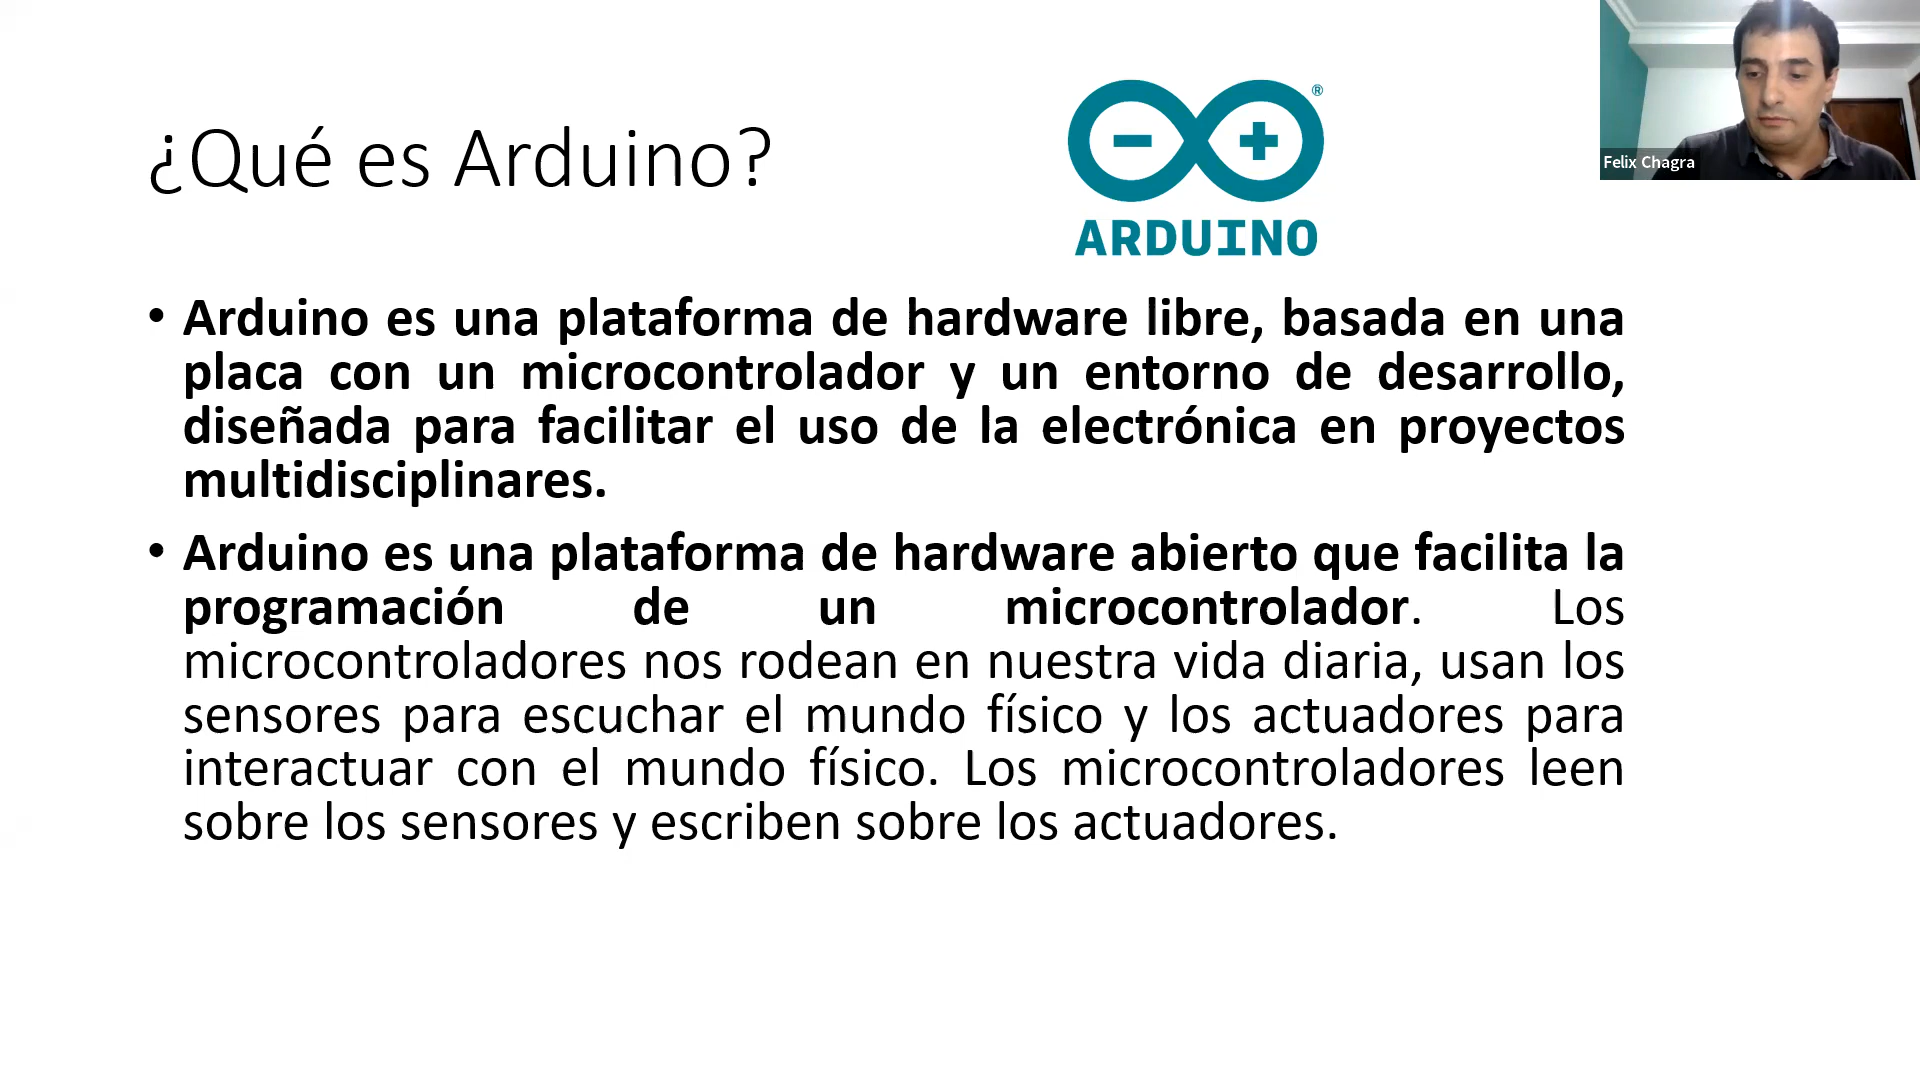 ¿Qué es Arduino?
®
ARDUINO
Felix Chagra
• Arduino es una plataforma de hardware libre, basada en una
placa con un microcontrolador y un entorno de desarrollo,
diseñada para facilitar el uso de la electrónica en proyectos
multidisciplinares.
• Arduino es una plataforma de hardware abierto que facilita la
programación de un microcontrolador. Los
microcontroladores nos rodean en nuestra vida diaria, usan los
sensores para escuchar el mundo físico y los actuadores para
interactuar con el mundo físico. Los microcontroladores leen
sobre los sensores y escriben sobre los actuadores.